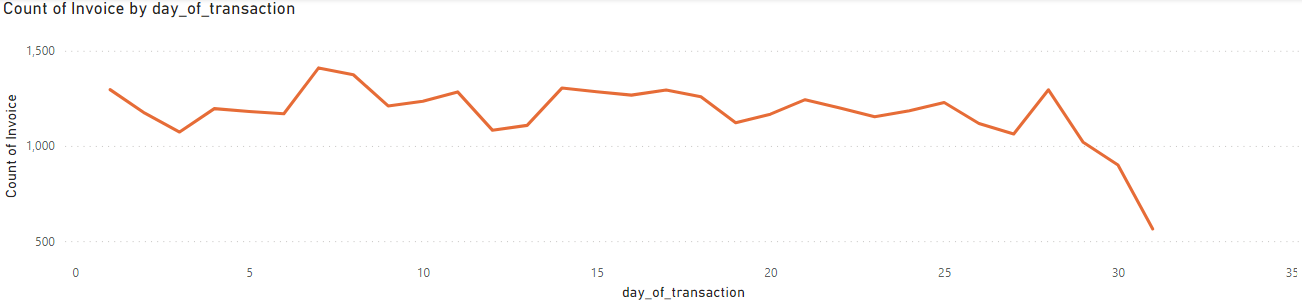 Count of Invoice by day_of_transaction
1,500
1,000
500
Count of Invoice
0 5 10 15 20 25 30 35
day_of_transaction